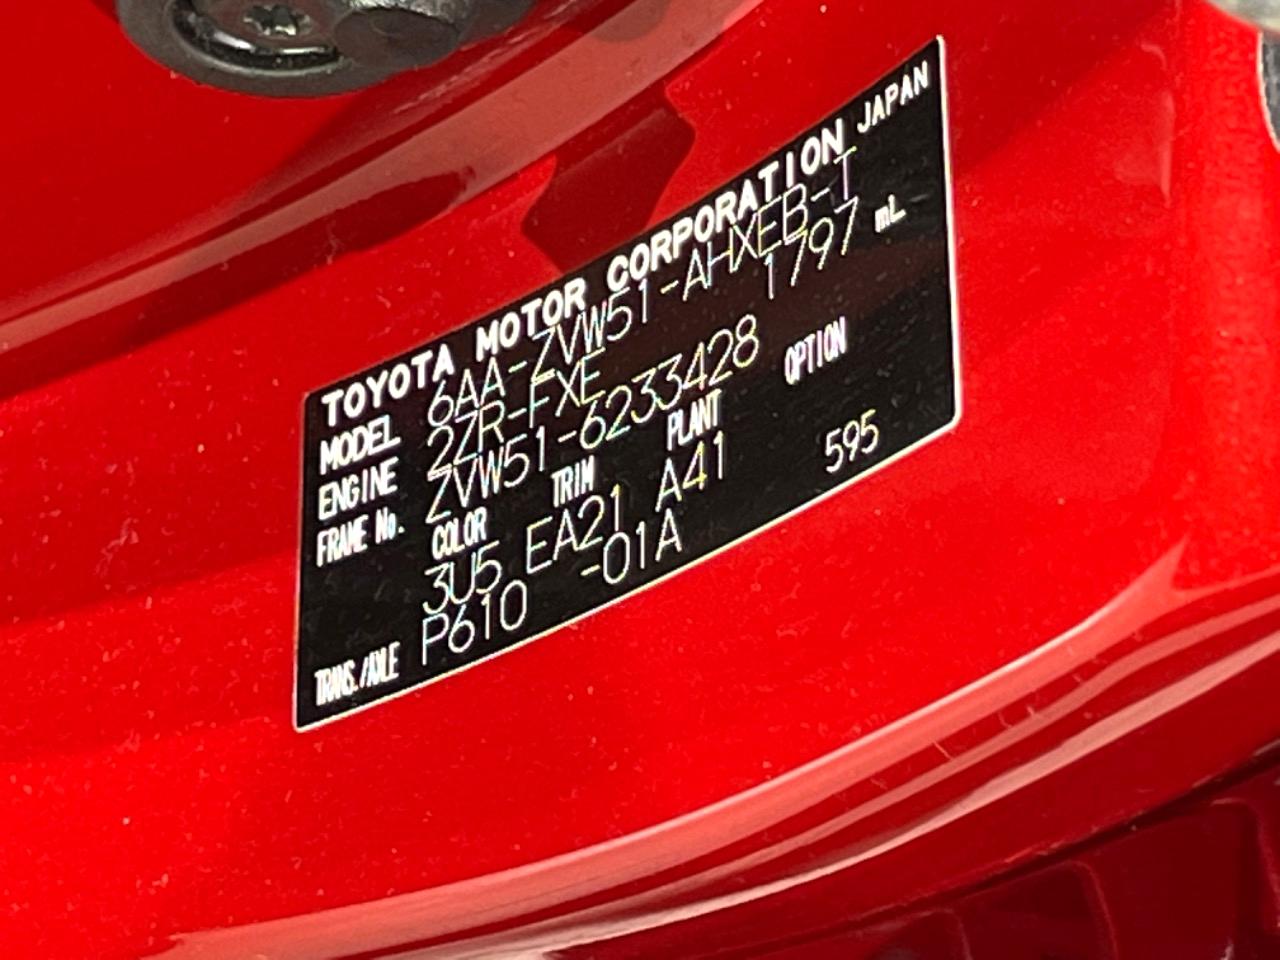 TOYOTA MOTOR CORPORATION JAPAN
MODEL 6AA-ZVW51-AHXEB-T
ENGINE 2ZR-FXE 1797 mL
FRAME No. ZVW51-6233428
COLOR TRIM PLANT OPTION
3U5 EA21 A41 595
TRANS./AXLE P610 -01A